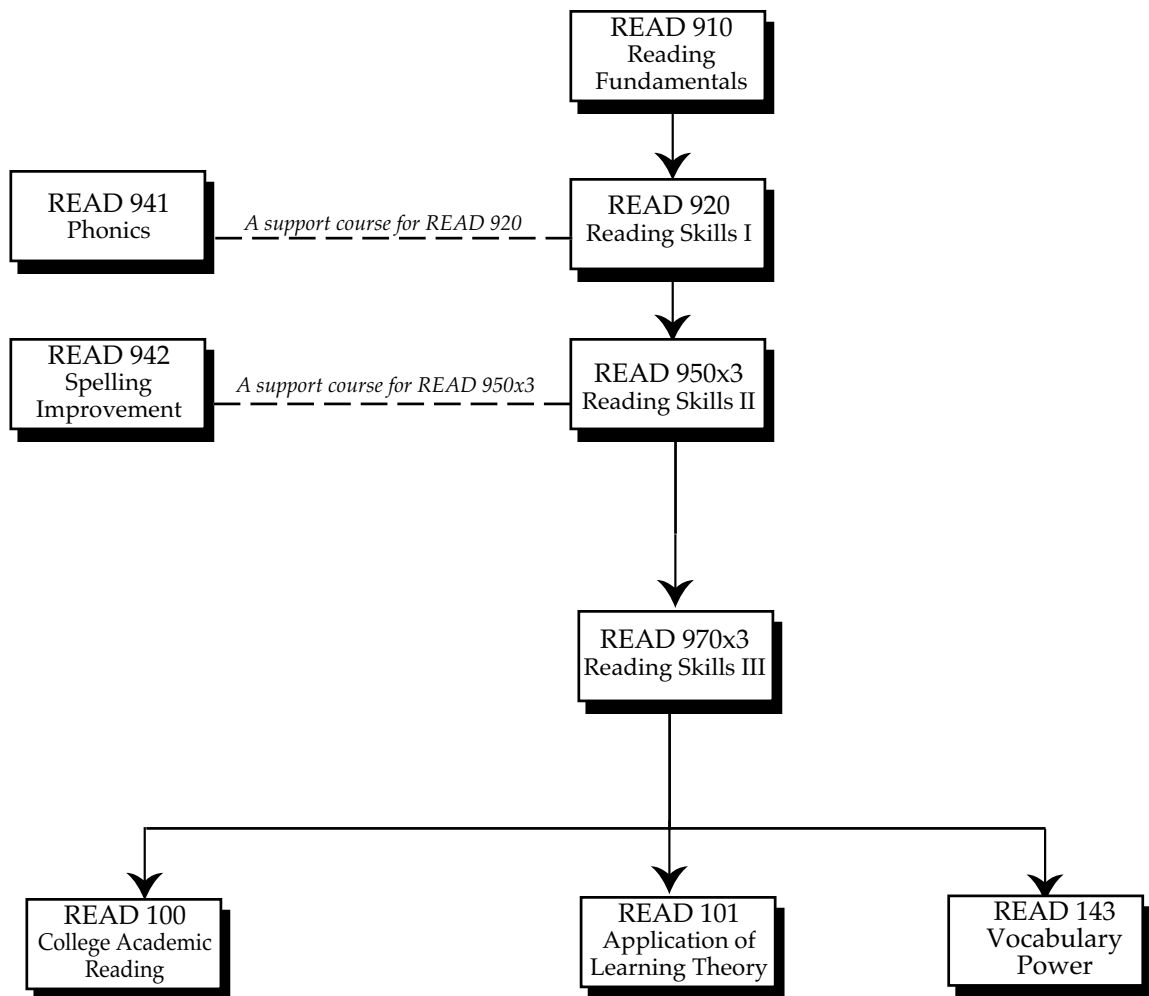 READ 910
Reading
Fundamentals
READ 941
Phonics
A support course for READ 920
READ 920
Reading Skills I
READ 942
Spelling
Improvement
A support course for READ 950x3
READ 950x3
Reading Skills II
READ 970x3
Reading Skills III
READ 100
College Academic
Reading
READ 101
Application of
Learning Theory
READ 143
Vocabulary
Power